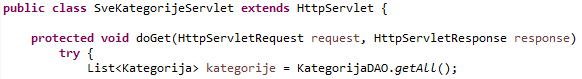 public class SveKategorijeServlet extends HttpServlet {
protected void doGet(HttpServletRequest request, HttpServletResponse response)
try {
List<Kategorija> kategorije = KategorijaDAO.getAll();